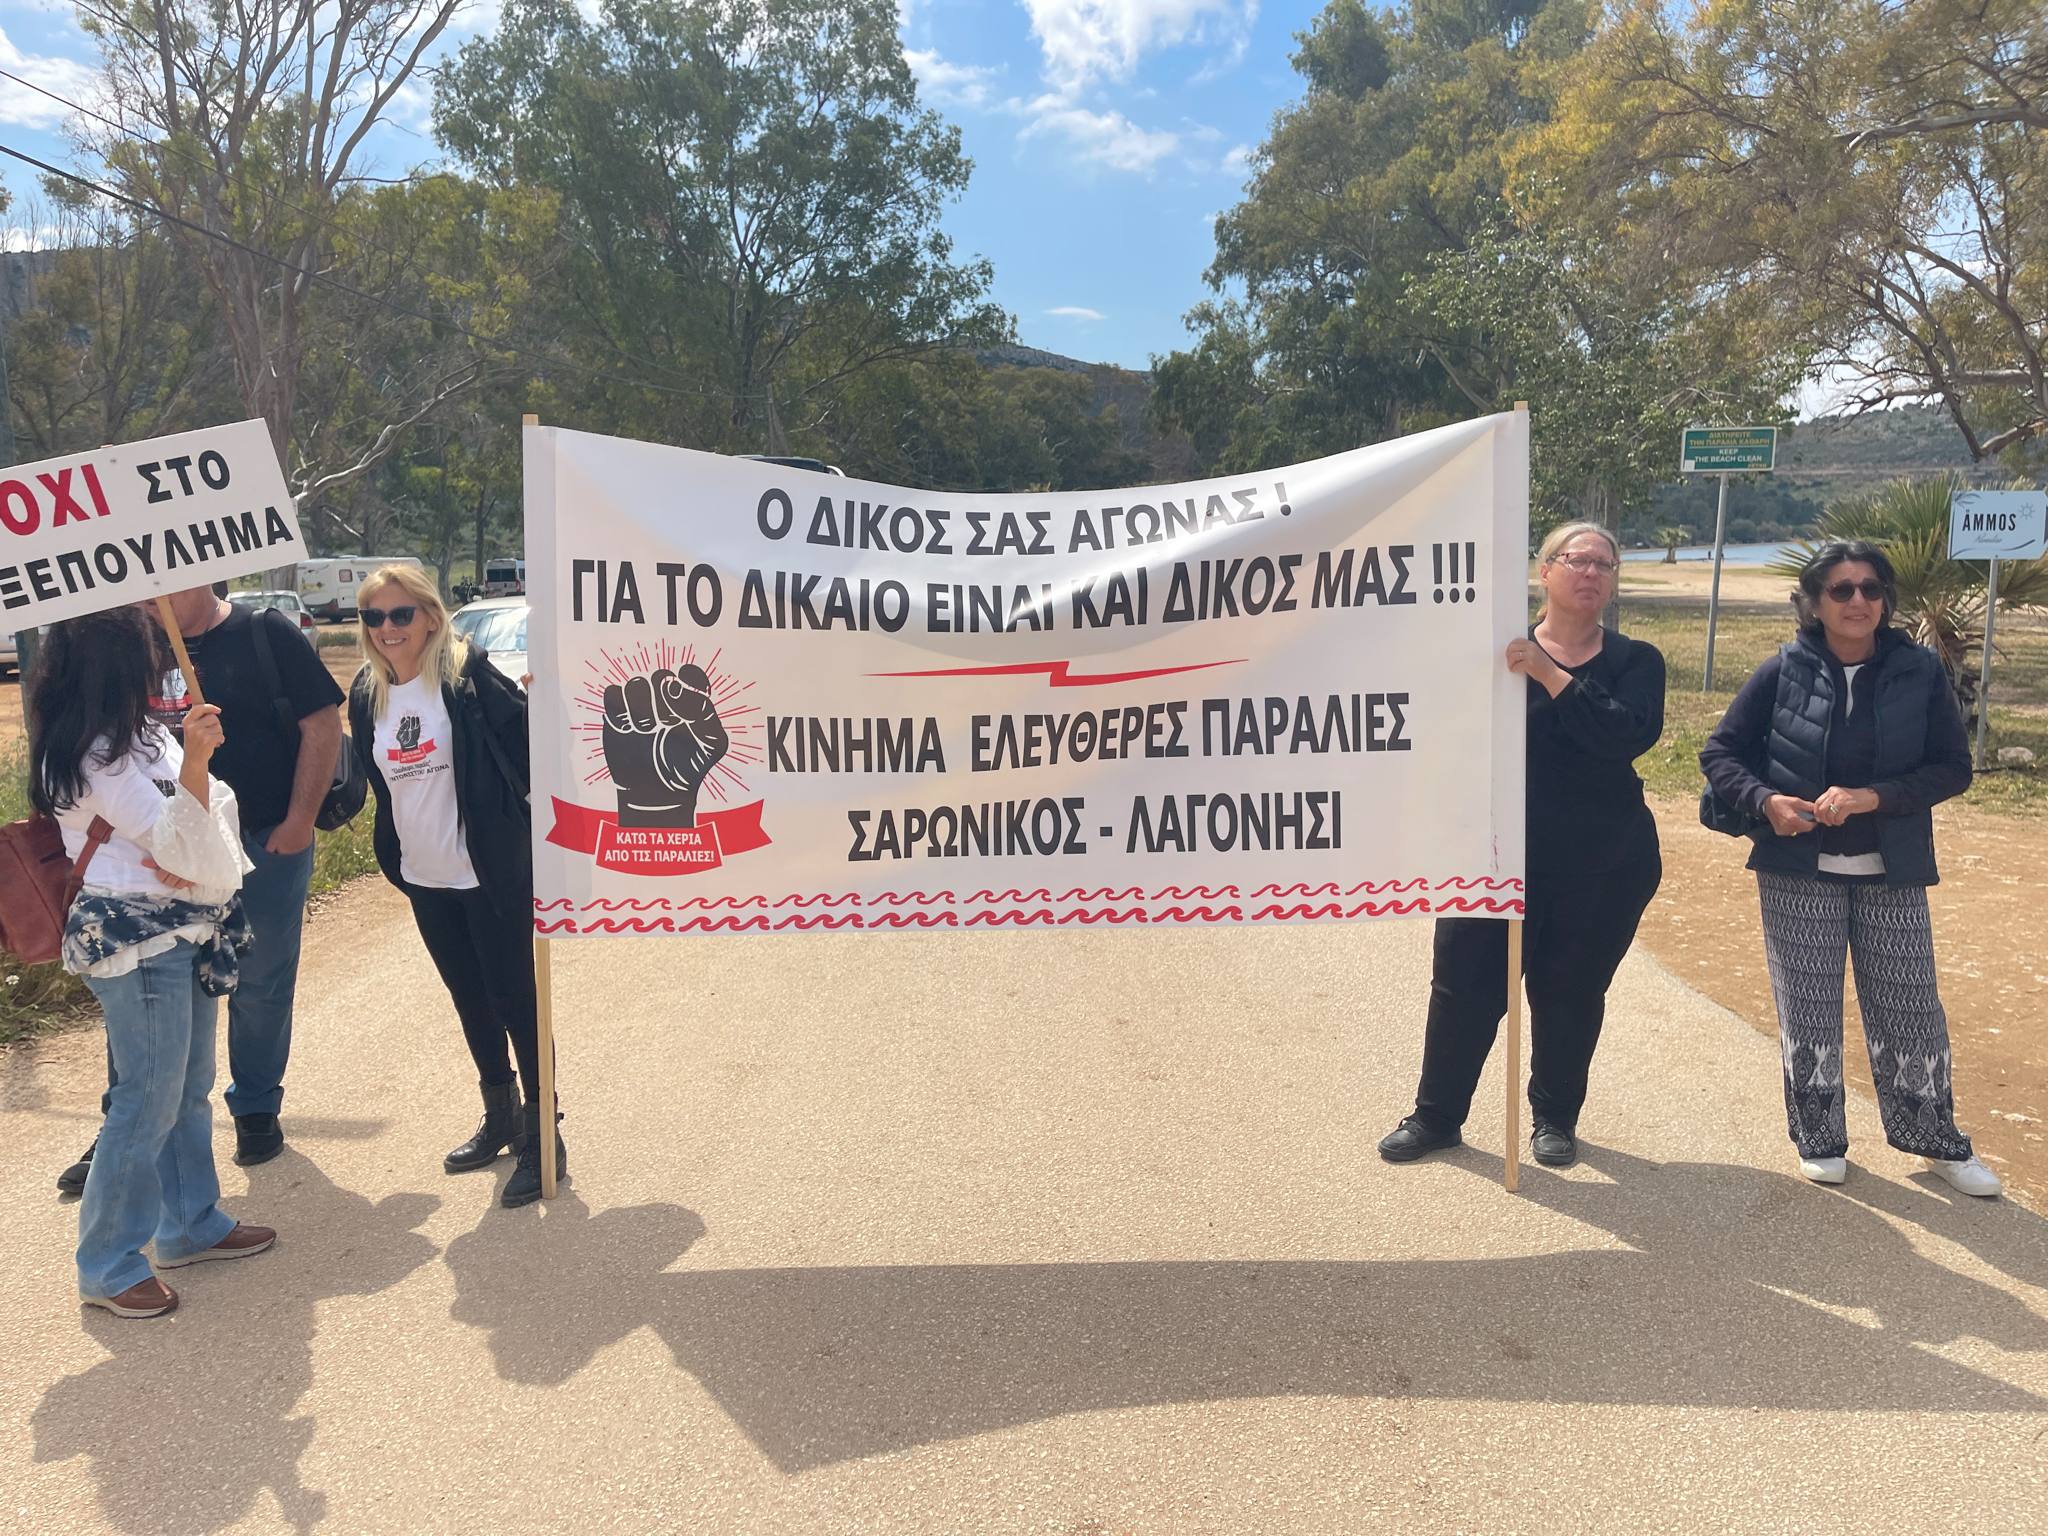 ΟΧΙ ΣΤΟ
ΞΕΠΟΥΛΗΜΑ
Ο ΔΙΚΟΣ ΣΑΣ ΑΓΩΝΑΣ !
ΓΙΑ ΤΟ ΔΙΚΑΙΟ ΕΙΝΑΙ ΚΑΙ ΔΙΚΟΣ ΜΑΣ !!!
ΚΙΝΗΜΑ ΕΛΕΥΘΕΡΕΣ ΠΑΡΑΛΙΕΣ
ΣΑΡΩΝΙΚΟΣ - ΛΑΓΟΝΗΣΙ
ΚΑΤΩ ΤΑ ΧΕΡΙΑ
ΑΠΟ ΤΙΣ ΠΑΡΑΛΙΕΣ!
ΔΙΑΤΗΡΕΙΤΕ
ΤΗΝ ΠΑΡΑΛΙΑ ΚΑΘΑΡΗ
KEEP
THE BEACH CLEAN
ÁMMOS